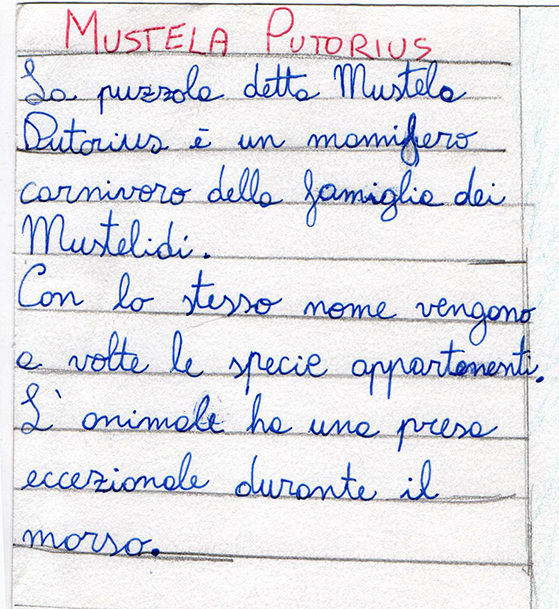 MUSTELA PUTORIUS
La puzzola detta Mustela
Putorius è un mamifero
carnivoro della famiglia dei
Mustelidi.
Con lo stesso nome vengono
a volte le specie appartenenti.
L'animale ha una presa
eccezionale durante il
morso.